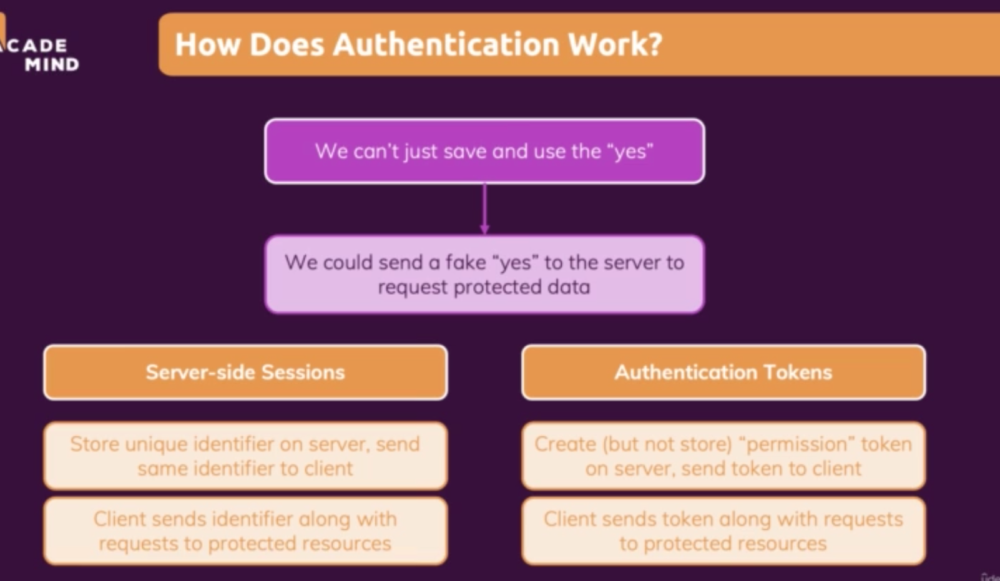 CADE
MIND
How Does Authentication Work?
We can't just save and use the “yes”
We could send a fake “yes” to the server to
request protected data
Server-side Sessions
Authentication Tokens
Store unique identifier on server, send
same identifier to client
Create (but not store) “permission” token
on server, send token to client
Client sends identifier along with
requests to protected resources
Client sends token along with requests
to protected resources